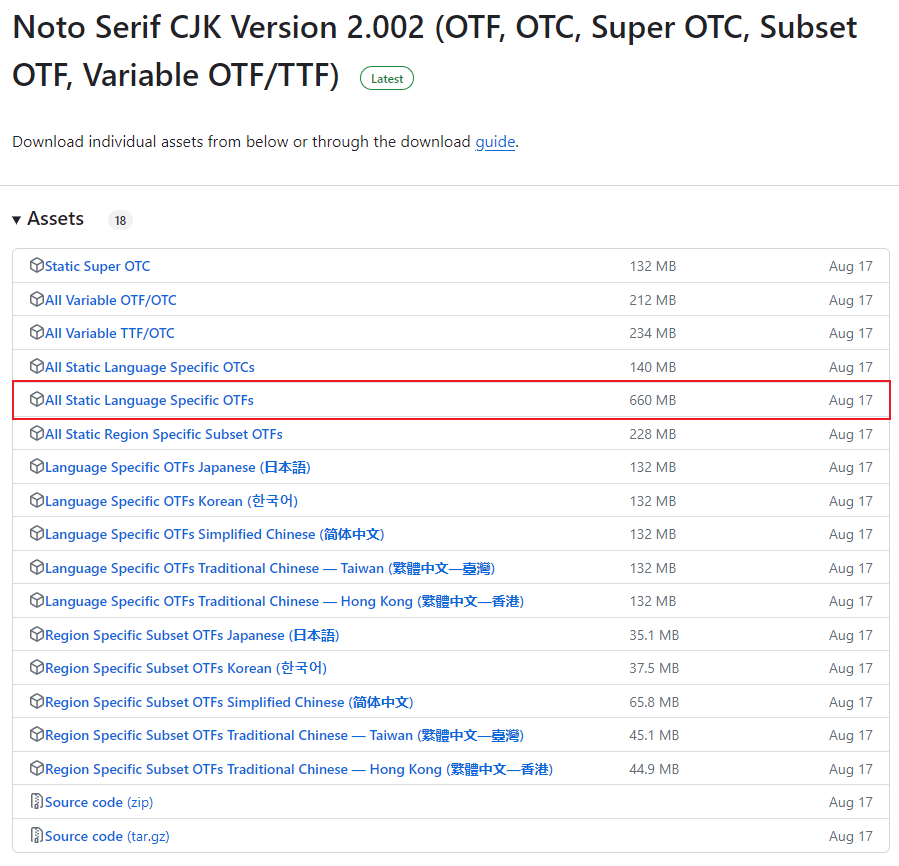 Noto Serif CJK Version 2.002 (OTF, OTC, Super OTC, Subset
OTF, Variable OTF/TTF) Latest
Download individual assets from below or through the download guide.
Assets 18
Static Super OTC 132 MB Aug 17
All Variable OTF/OTC 212 MB Aug 17
All Variable TTF/OTC 234 MB Aug 17
All Static Language Specific OTCs 140 MB Aug 17
All Static Language Specific OTFs 660 MB Aug 17
All Static Region Specific Subset OTFs 228 MB Aug 17
Language Specific OTFs Japanese (日本語) 132 MB Aug 17
Language Specific OTFs Korean (한국어) 132 MB Aug 17
Language Specific OTFs Simplified Chinese (简体中文) 132 MB Aug 17
Language Specific OTFs Traditional Chinese — Taiwan (繁體中文—臺灣) 132 MB Aug 17
Language Specific OTFs Traditional Chinese — Hong Kong (繁體中文—香港) 132 MB Aug 17
Region Specific Subset OTFs Japanese (日本語) 35.1 MB Aug 17
Region Specific Subset OTFs Korean (한국어) 37.5 MB Aug 17
Region Specific Subset OTFs Simplified Chinese (简体中文) 65.8 MB Aug 17
Region Specific Subset OTFs Traditional Chinese — Taiwan (繁體中文—臺灣) 45.1 MB Aug 17
Region Specific Subset OTFs Traditional Chinese — Hong Kong (繁體中文—香港) 44.9 MB Aug 17
Source code (zip) Aug 17
Source code (tar.gz) Aug 17